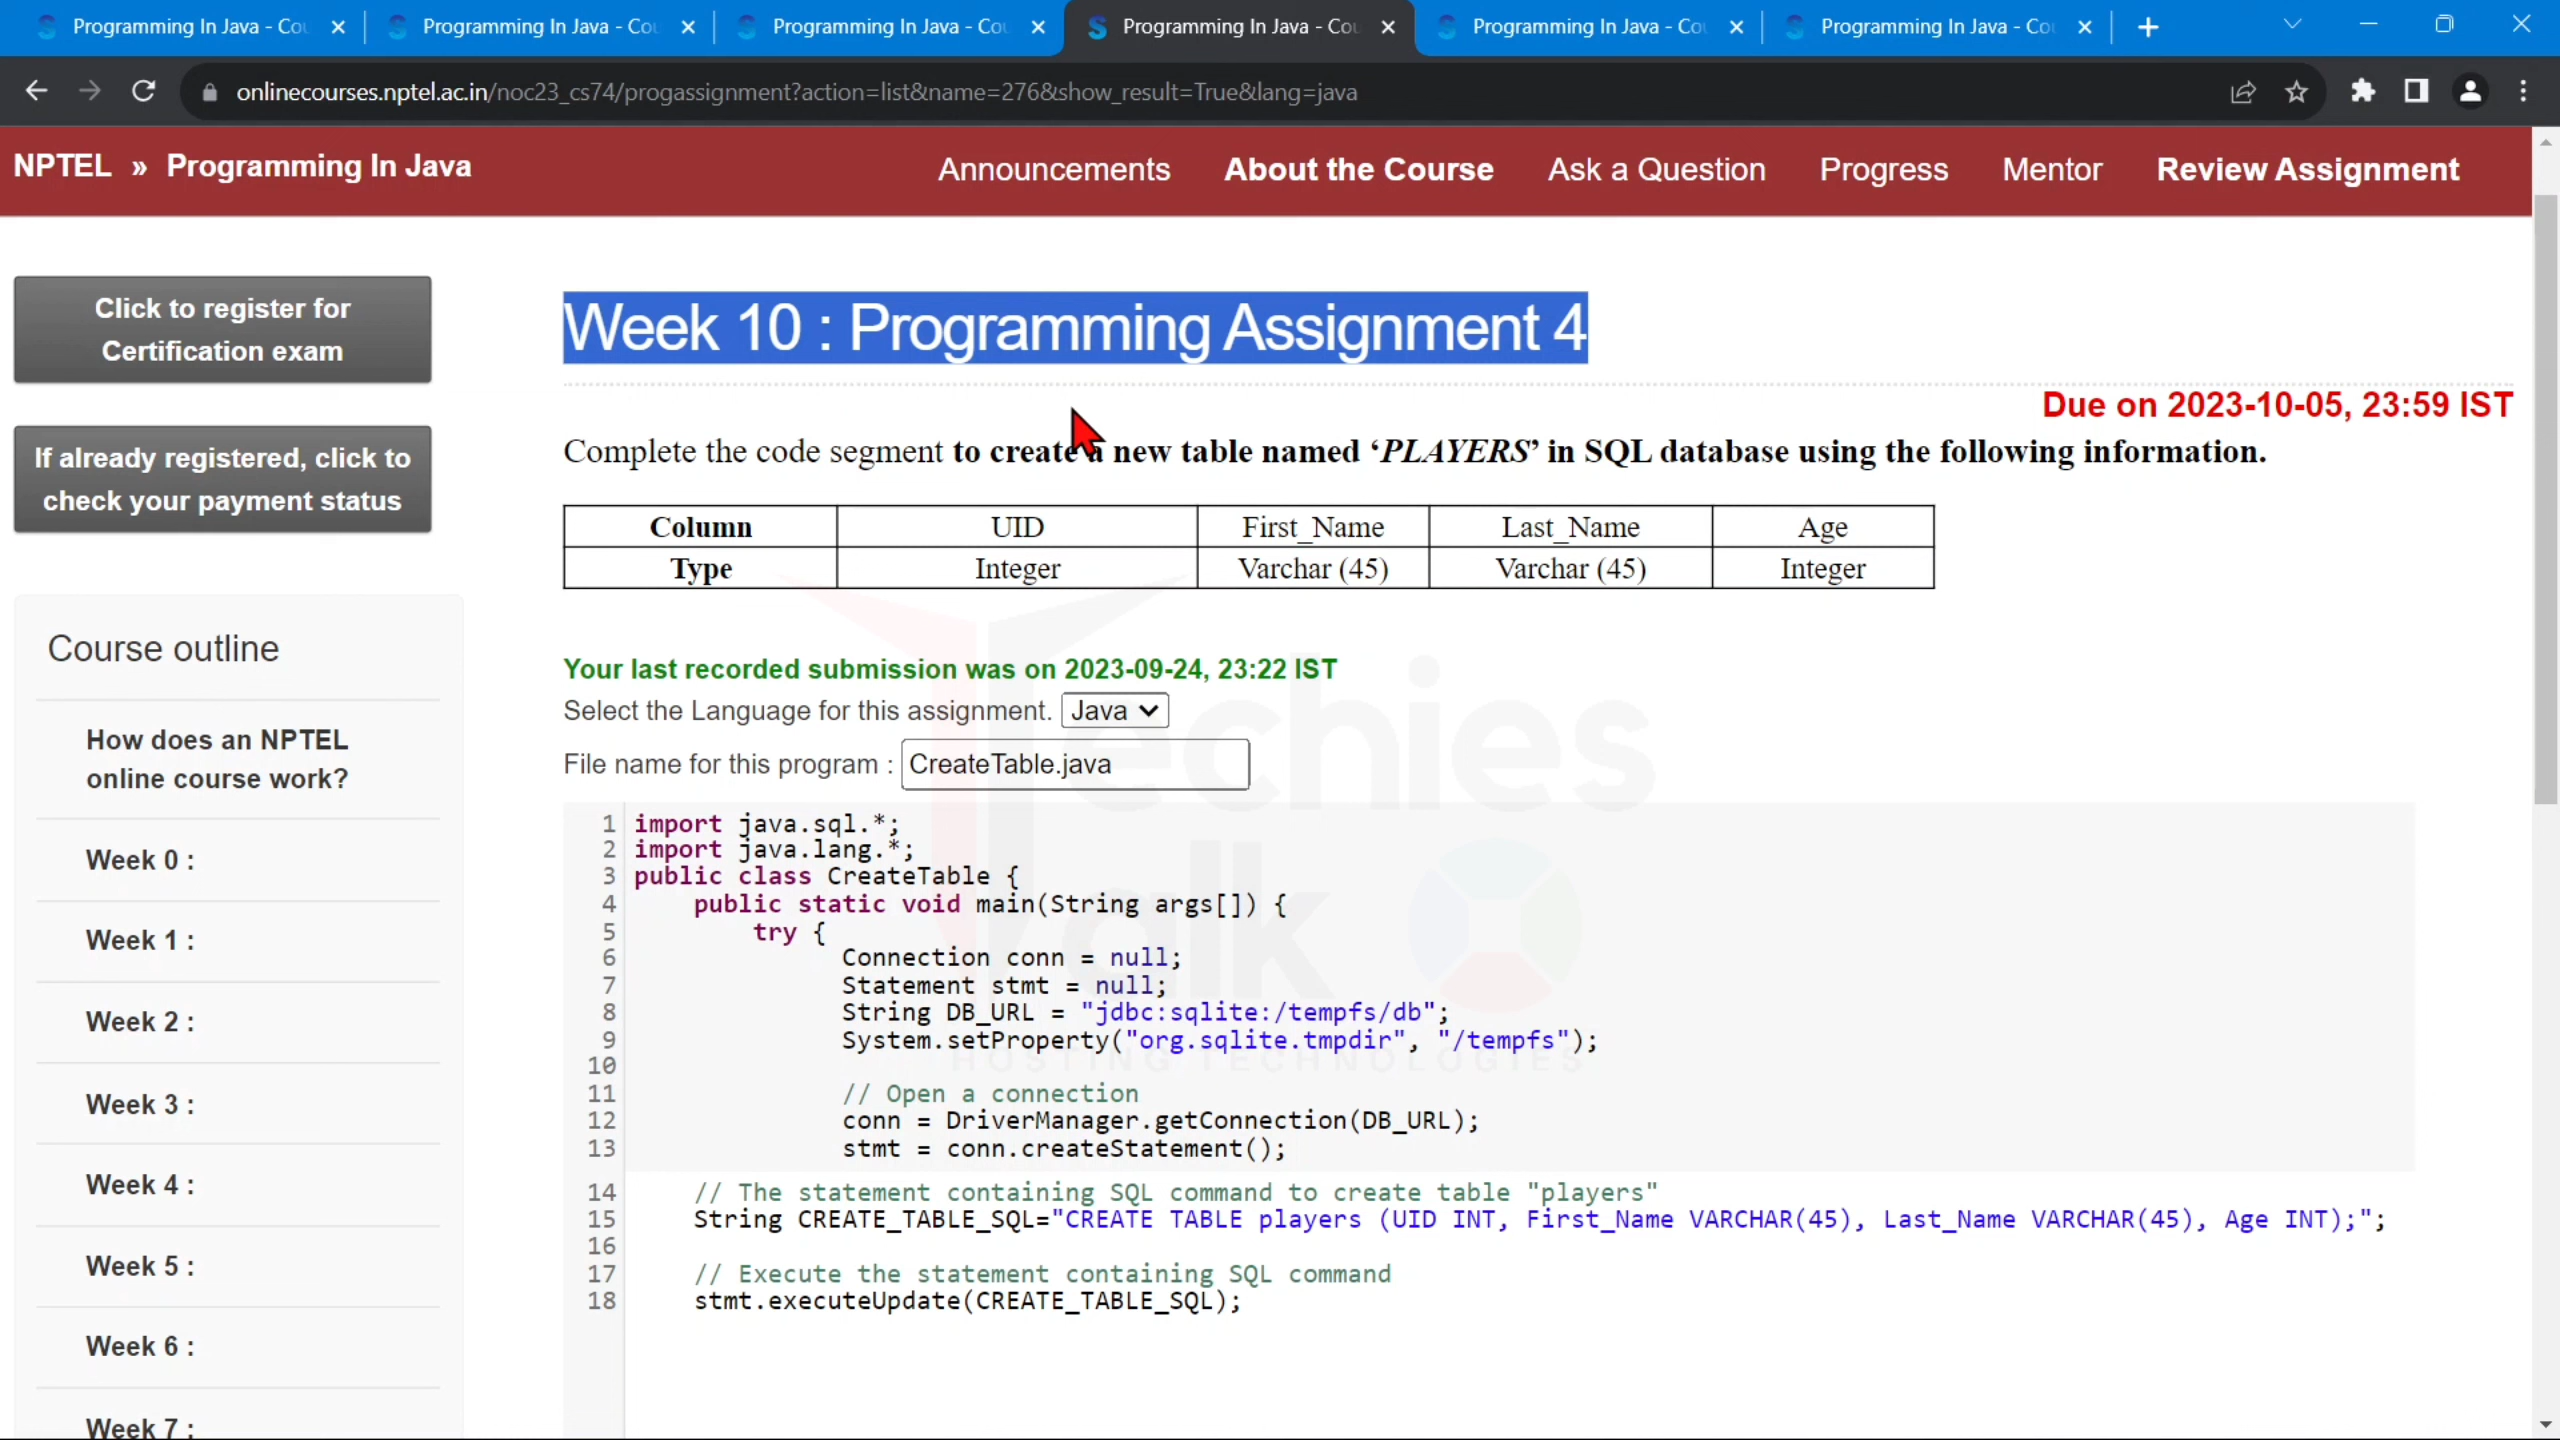 Programming In Java - Cou
Programming In Java - Cou
Programming In Java - Cou
Programming In Java - Cou
Programming In Java - Cou
Programming In Java - Cou
onlinecourses.nptel.ac.in/noc23_cs74/progassignment?action=list&name=276&show_result=True&lang=java
NPTEL » Programming In Java
Announcements About the Course Ask a Question Progress Mentor Review Assignment
Click to register for
Certification exam
If already registered, click to
check your payment status
Course outline
How does an NPTEL
online course work?
Week 0 :
Week 1 :
Week 2 :
Week 3 :
Week 4 :
Week 5 :
Week 6 :
Week 7 :
Week 10 : Programming Assignment 4
Due on 2023-10-05, 23:59 IST
Complete the code segment to create a new table named ‘PLAYERS’ in SQL database using the following information.
Column UID First_Name Last_Name Age
Type Integer Varchar (45) Varchar (45) Integer
Your last recorded submission was on 2023-09-24, 23:22 IST
Select the Language for this assignment. Java
File name for this program : CreateTable.java
1 import java.sql.*;
2 import java.lang.*;
3 public class CreateTable {
4 public static void main(String args[]) {
5 try {
6 Connection conn = null;
7 Statement stmt = null;
8 String DB_URL = "jdbc:sqlite:/tempfs/db";
9 System.setProperty("org.sqlite.tmpdir", "/tempfs");
10
11 // Open a connection
12 conn = DriverManager.getConnection(DB_URL);
13 stmt = conn.createStatement();
14 // The statement containing SQL command to create table "players"
15 String CREATE_TABLE_SQL="CREATE TABLE players (UID INT, First_Name VARCHAR(45), Last_Name VARCHAR(45), Age INT);";
16
17 // Execute the statement containing SQL command
18 stmt.executeUpdate(CREATE_TABLE_SQL);
Techies
Talk
HOSTING TECHNOLOGIES